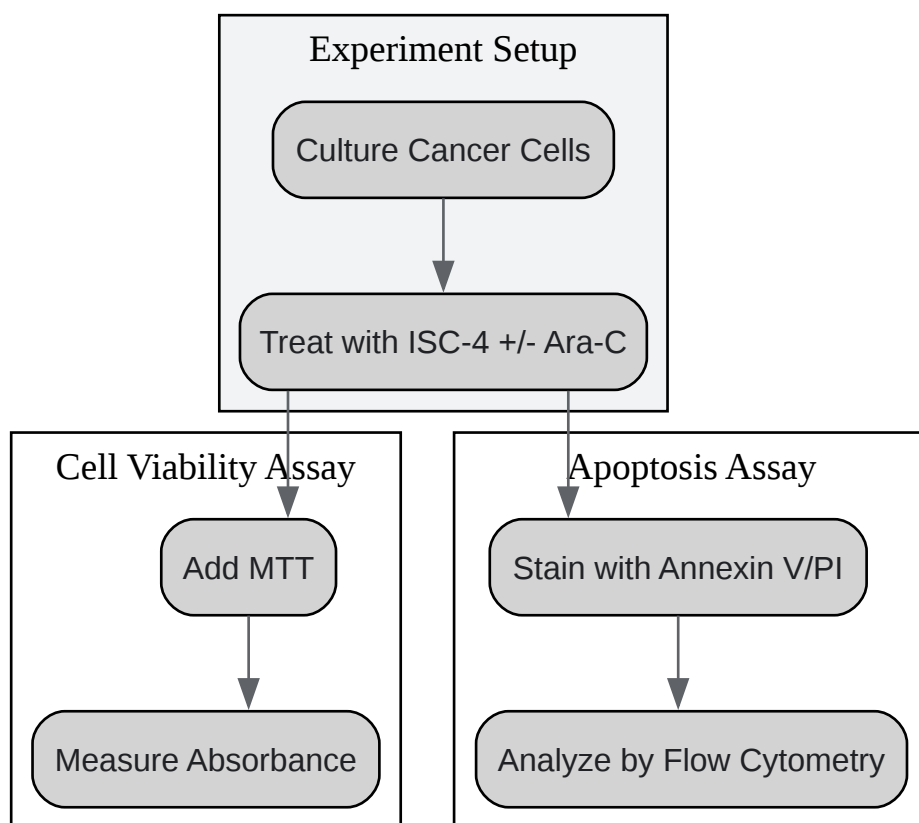 Experiment Setup
Culture Cancer Cells
Treat with ISC-4 +/- Ara-C
Cell Viability Assay
Add MTT
Measure Absorbance
Apoptosis Assay
Stain with Annexin V/PI
Analyze by Flow Cytometry